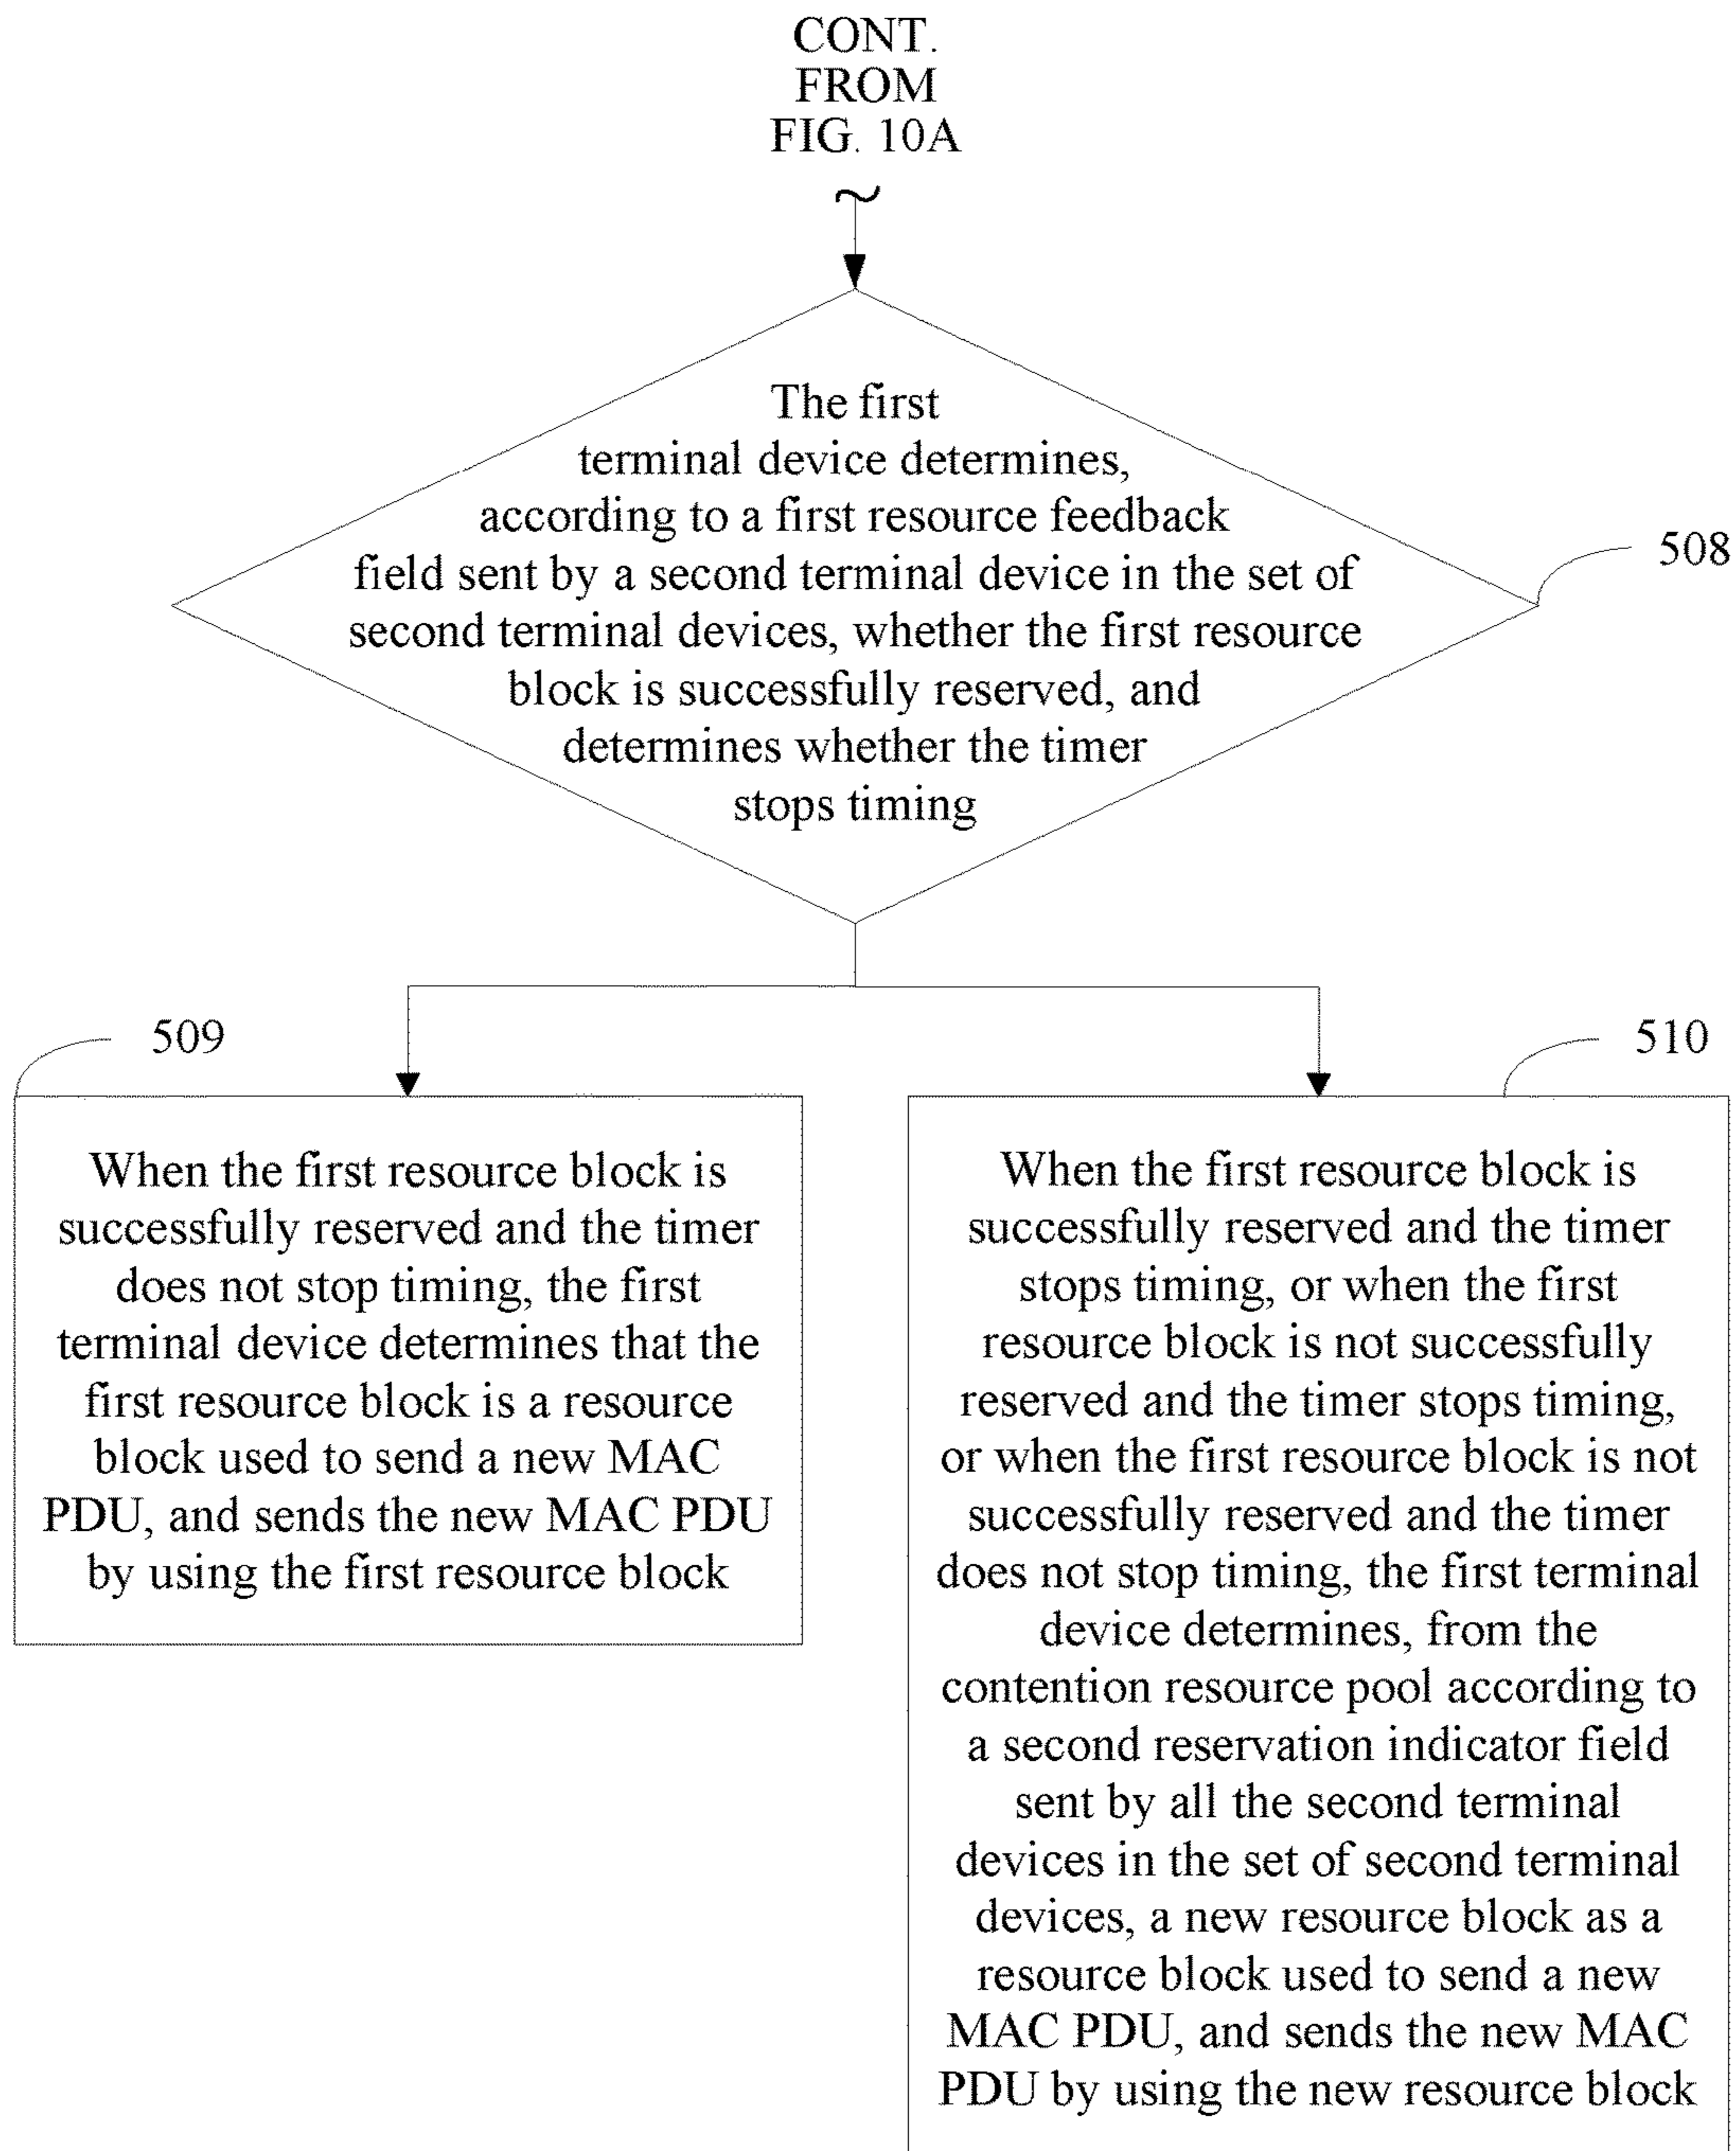 CONT.
FROM
FIG. 10A
The first
terminal device determines,
according to a first resource feedback
field sent by a second terminal device in the set of
second terminal devices, whether the first resource
block is successfully reserved, and
determines whether the timer
stops timing
508
509
When the first resource block is
successfully reserved and the timer
does not stop timing, the first
terminal device determines that the
first resource block is a resource
block used to send a new MAC
PDU, and sends the new MAC PDU
by using the first resource block
510
When the first resource block is
successfully reserved and the timer
stops timing, or when the first
resource block is not successfully
reserved and the timer stops timing,
or when the first resource block is not
successfully reserved and the timer
does not stop timing, the first terminal
device determines, from the
contention resource pool according to
a second reservation indicator field
sent by all the second terminal
devices in the set of second terminal
devices, a new resource block as a
resource block used to send a new
MAC PDU, and sends the new MAC
PDU by using the new resource block